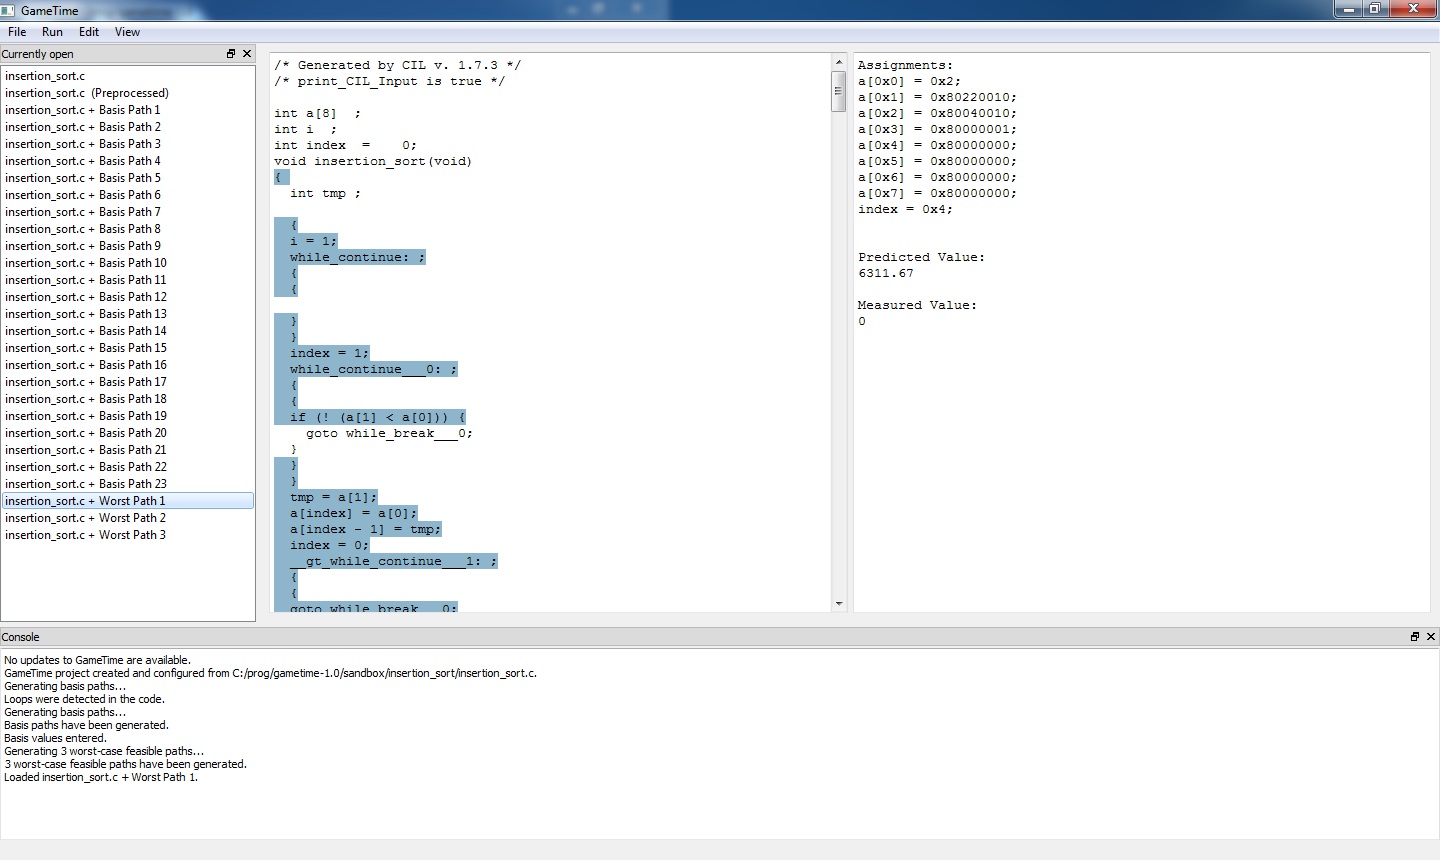 GameTime
File Run Edit View
Currently open
insertion_sort.c
insertion_sort.c (Preprocessed)
insertion_sort.c + Basis Path 1
insertion_sort.c + Basis Path 2
insertion_sort.c + Basis Path 3
insertion_sort.c + Basis Path 4
insertion_sort.c + Basis Path 5
insertion_sort.c + Basis Path 6
insertion_sort.c + Basis Path 7
insertion_sort.c + Basis Path 8
insertion_sort.c + Basis Path 9
insertion_sort.c + Basis Path 10
insertion_sort.c + Basis Path 11
insertion_sort.c + Basis Path 12
insertion_sort.c + Basis Path 13
insertion_sort.c + Basis Path 14
insertion_sort.c + Basis Path 15
insertion_sort.c + Basis Path 16
insertion_sort.c + Basis Path 17
insertion_sort.c + Basis Path 18
insertion_sort.c + Basis Path 19
insertion_sort.c + Basis Path 20
insertion_sort.c + Basis Path 21
insertion_sort.c + Basis Path 22
insertion_sort.c + Basis Path 23
insertion_sort.c + Worst Path 1
insertion_sort.c + Worst Path 2
insertion_sort.c + Worst Path 3
/* Generated by CIL v. 1.7.3 */
/* print_CIL_Input is true */
int a[8]  ;
int i  ;
int index  =    0;
void insertion_sort(void)
{
  int tmp ;
  {
  i = 1;
  while_continue: ;
  {
  {
  }
  }
  index = 1;
  while_continue___0: ;
  {
  {
  if (! (a[1] < a[0])) {
    goto while_break___0;
  }
  }
  }
  tmp = a[1];
  a[index] = a[0];
  a[index - 1] = tmp;
  index = 0;
  __gt_while_continue___1: ;
  {
  {
  goto while_break___0;
Assignments:
a[0x0] = 0x2;
a[0x1] = 0x80220010;
a[0x2] = 0x80040010;
a[0x3] = 0x80000001;
a[0x4] = 0x80000000;
a[0x5] = 0x80000000;
a[0x6] = 0x80000000;
a[0x7] = 0x80000000;
index = 0x4;
Predicted Value:
6311.67
Measured Value:
0
Console
No updates to GameTime are available.
GameTime project created and configured from C:/prog/gametime-1.0/sandbox/insertion_sort/insertion_sort.c.
Generating basis paths...
Loops were detected in the code.
Generating basis paths...
Basis paths have been generated.
Basis values entered.
Generating 3 worst-case feasible paths...
3 worst-case feasible paths have been generated.
Loaded insertion_sort.c + Worst Path 1.